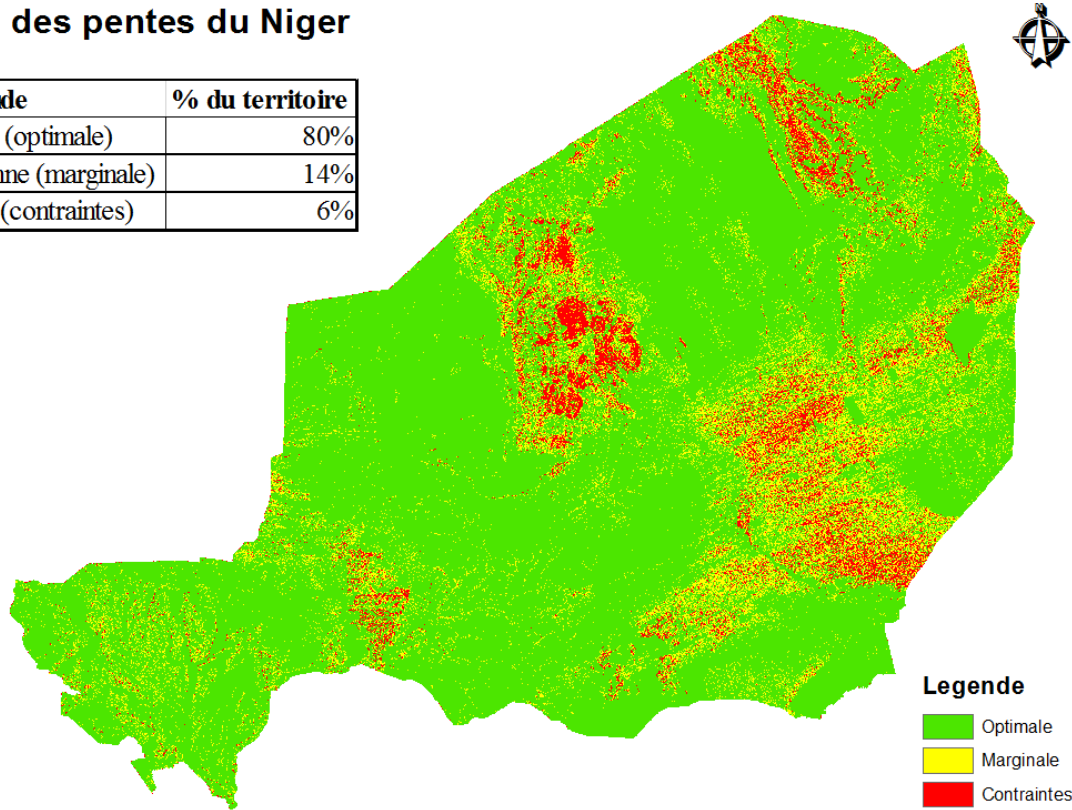 des pentes du Niger
% du territoire
(optimale) 80%
(marginale) 14%
(contraintes) 6%
N
Legende
Optimale
Marginale
Contraintes